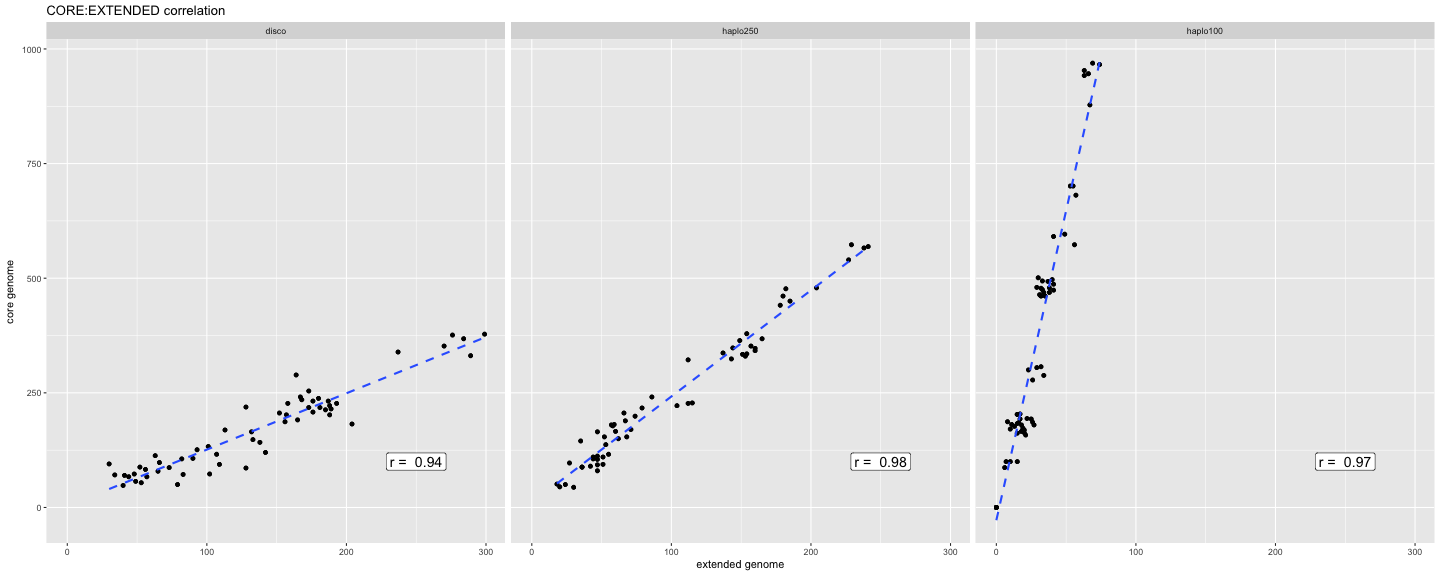 CORE:EXTENDED correlation
disco
haplo250
haplo100
core genome
1000
750
500
250
0
r = 0.94
r = 0.98
r = 0.97
0 100 200 300
0 100 200 300
0 100 200 300
extended genome